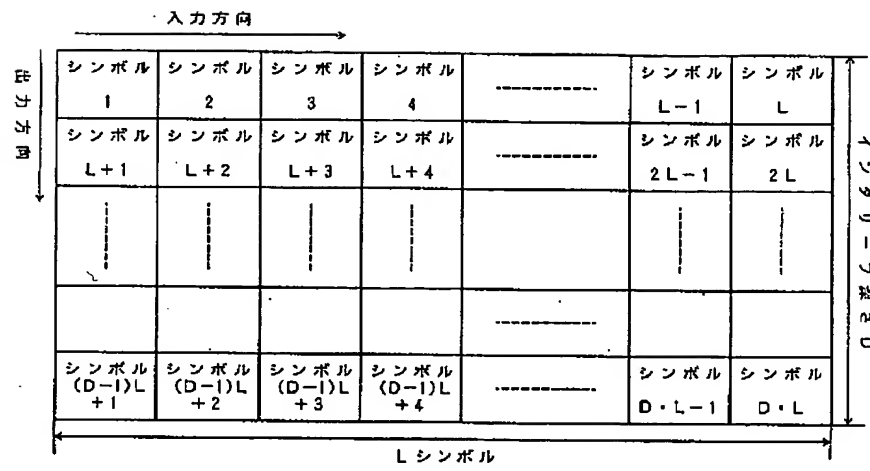 入力方向
出力方向
シンボル シンボル シンボル シンボル シンボル シンボル
1 2 3 4 L-1 L
シンボル シンボル シンボル シンボル シンボル シンボル
L+1 L+2 L+3 L+4 2L-1 2L
シンボル シンボル シンボル シンボル シンボル シンボル
(D-1)L (D-1)L (D-1)L (D-1)L
+1 +2 +3 +4 D・L-1 D・L
インタリーブ深さD
Lシンボル